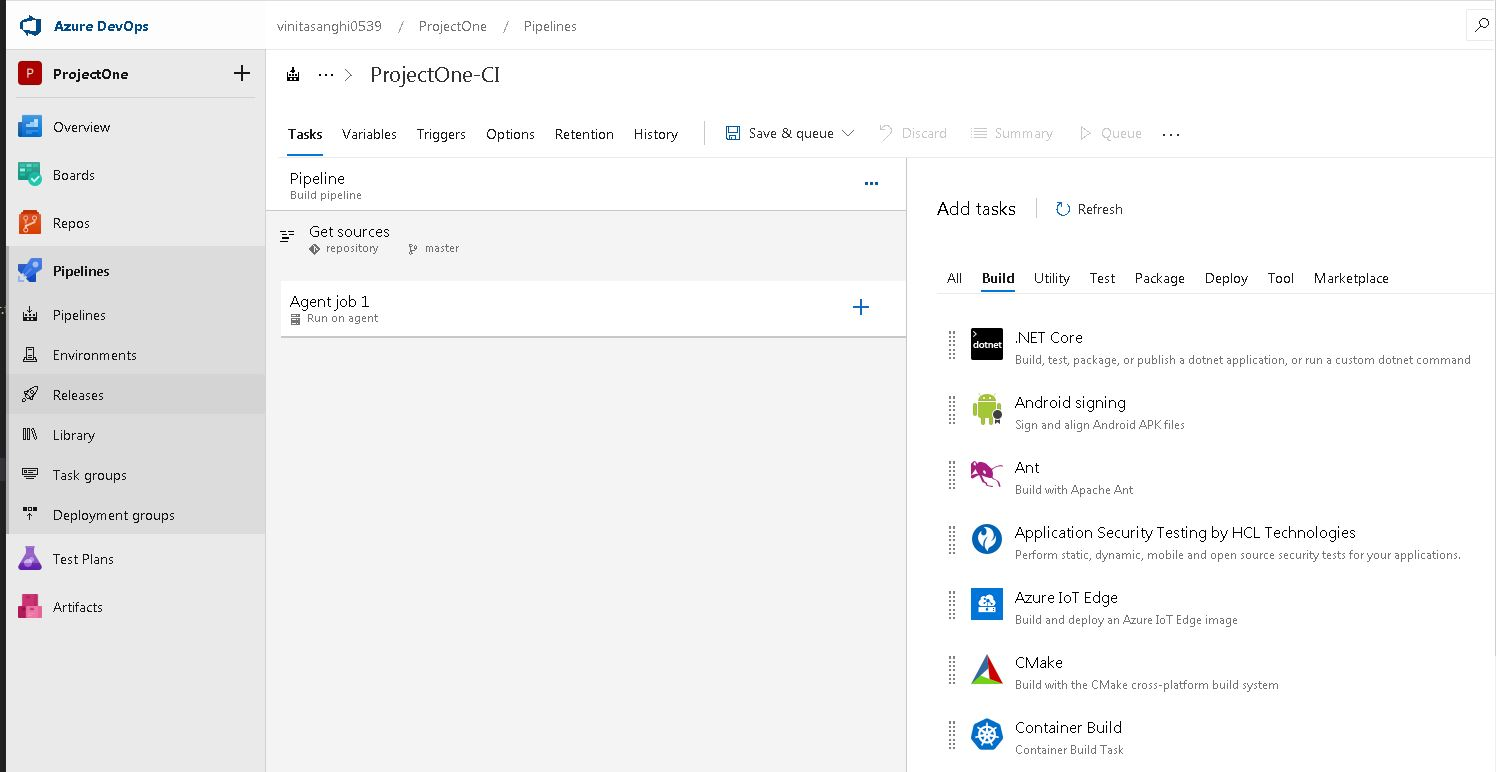 Azure DevOps
vinitasanghi0539 / ProjectOne / Pipelines
P ProjectOne
Overview
Boards
Repos
Pipelines
Pipelines
Environments
Releases
Library
Task groups
Deployment groups
Test Plans
Artifacts
... > ProjectOne-CI
Tasks Variables Triggers Options Retention History Save & queue Discard Summary Queue ...
Pipeline
Build pipeline
Get sources
repository master
Agent job 1
Run on agent
Add tasks Refresh
All Build Utility Test Package Deploy Tool Marketplace
dotnet
.NET Core
Build, test, package, or publish a dotnet application, or run a custom dotnet command
Android signing
Sign and align Android APK files
Ant
Build with Apache Ant
Application Security Testing by HCL Technologies
Perform static, dynamic, mobile and open source security tests for your applications.
Azure IoT Edge
Build and deploy an Azure IoT Edge image
CMake
Build with the CMake cross-platform build system
Container Build
Container Build Task